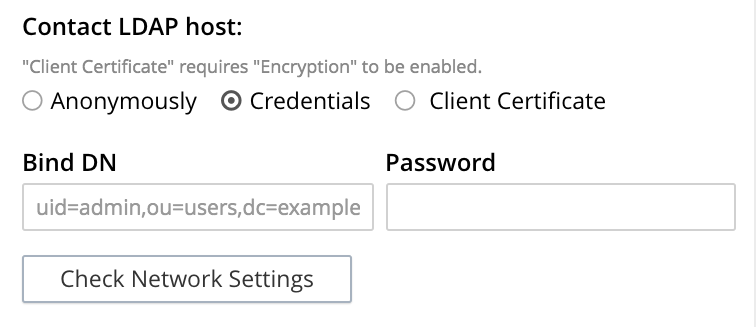 Contact LDAP host:
"Client Certificate" requires "Encryption" to be enabled.
Anonymously Credentials Client Certificate
Bind DN Password
uid=admin,ou=users,dc=example
Check Network Settings